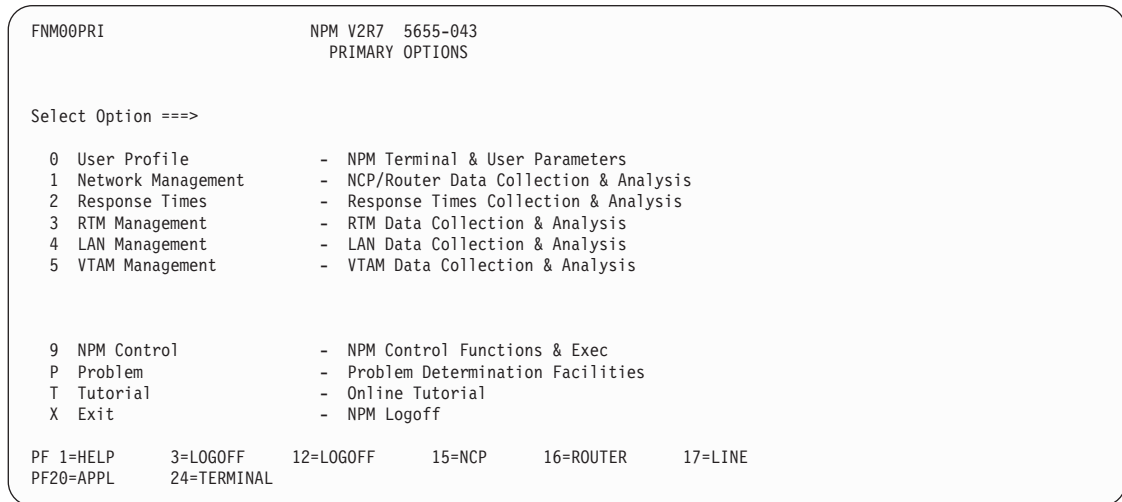 FNM00PRI NPM V2R7 5655-043
PRIMARY OPTIONS
Select Option ===>
0 User Profile - NPM Terminal & User Parameters
1 Network Management - NCP/Router Data Collection & Analysis
2 Response Times - Response Times Collection & Analysis
3 RTM Management - RTM Data Collection & Analysis
4 LAN Management - LAN Data Collection & Analysis
5 VTAM Management - VTAM Data Collection & Analysis
9 NPM Control - NPM Control Functions & Exec
P Problem - Problem Determination Facilities
T Tutorial - Online Tutorial
X Exit - NPM Logoff
PF 1=HELP 3=LOGOFF 12=LOGOFF 15=NCP 16=ROUTER 17=LINE
PF20=APPL 24=TERMINAL